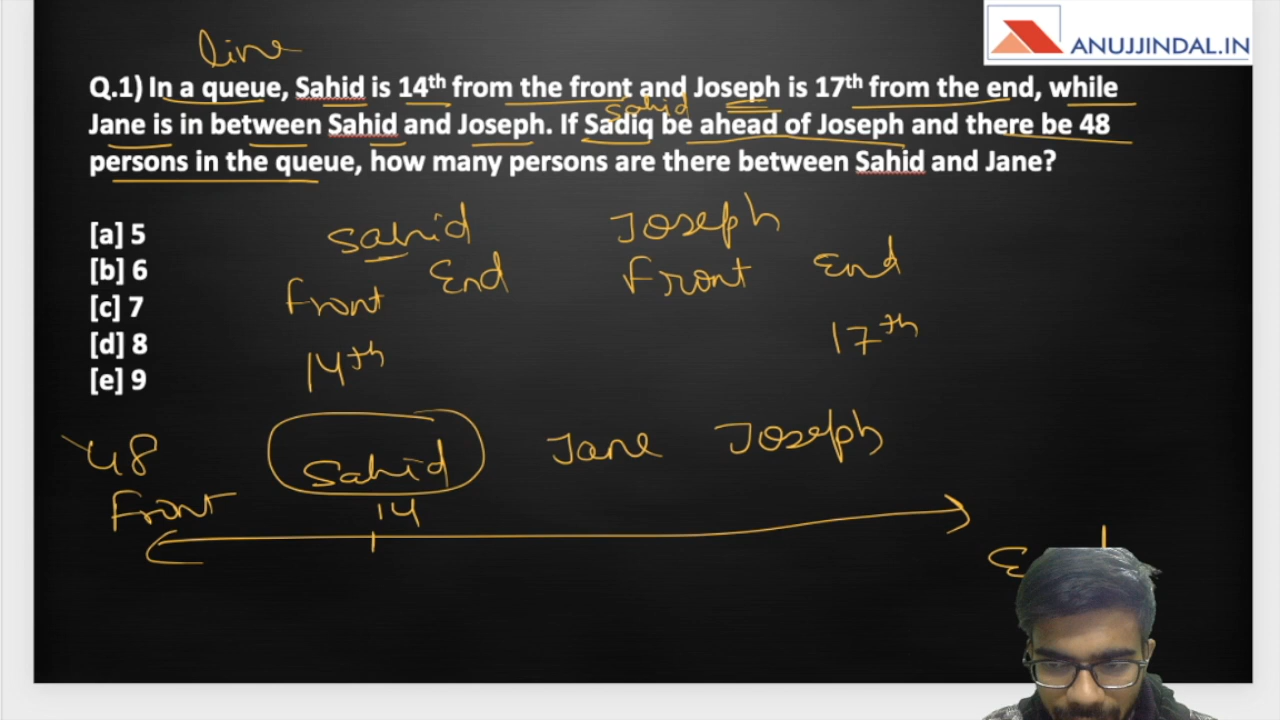 line
ANUJJINDAL.IN
Q.1) In a queue, Sahid is 14th from the front and Joseph is 17th from the end, while
sahid
Jane is in between Sahid and Joseph. If Sadiq be ahead of Joseph and there be 48
persons in the queue, how many persons are there between Sahid and Jane?
[a] 5
[b] 6
[c] 7
[d] 8
[e] 9
Sahid Joseph
Front End Front End
14th 17th
48 Sahid Jane Joseph
Front 14